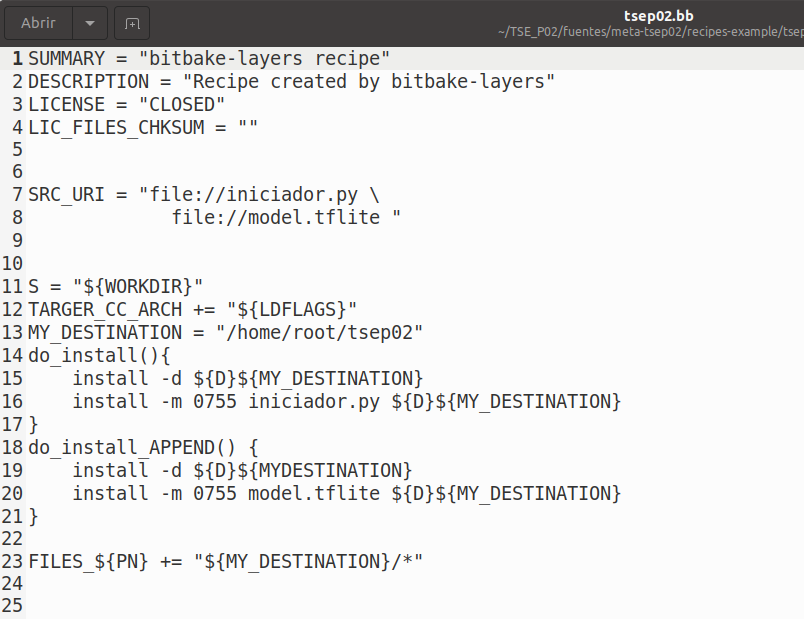 Abrir
tsep02.bb
~/TSE_P02/fuentes/meta-tsep02/recipes-example/tsep
1 SUMMARY = "bitbake-layers recipe"
2 DESCRIPTION = "Recipe created by bitbake-layers"
3 LICENSE = "CLOSED"
4 LIC_FILES_CHKSUM = ""
5
6
7 SRC_URI = "file://iniciador.py \
8              file://model.tflite "
9
10
11 S = "${WORKDIR}"
12 TARGER_CC_ARCH += "${LDFLAGS}"
13 MY_DESTINATION = "/home/root/tsep02"
14 do_install(){
15     install -d ${D}${MY_DESTINATION}
16     install -m 0755 iniciador.py ${D}${MY_DESTINATION}
17 }
18 do_install_APPEND() {
19     install -d ${D}${MYDESTINATION}
20     install -m 0755 model.tflite ${D}${MY_DESTINATION}
21 }
22
23 FILES_${PN} += "${MY_DESTINATION}/*"
24
25